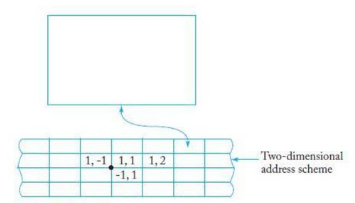 1, -1 1, 1 1, 2
-1, 1
Two-dimensional
address scheme